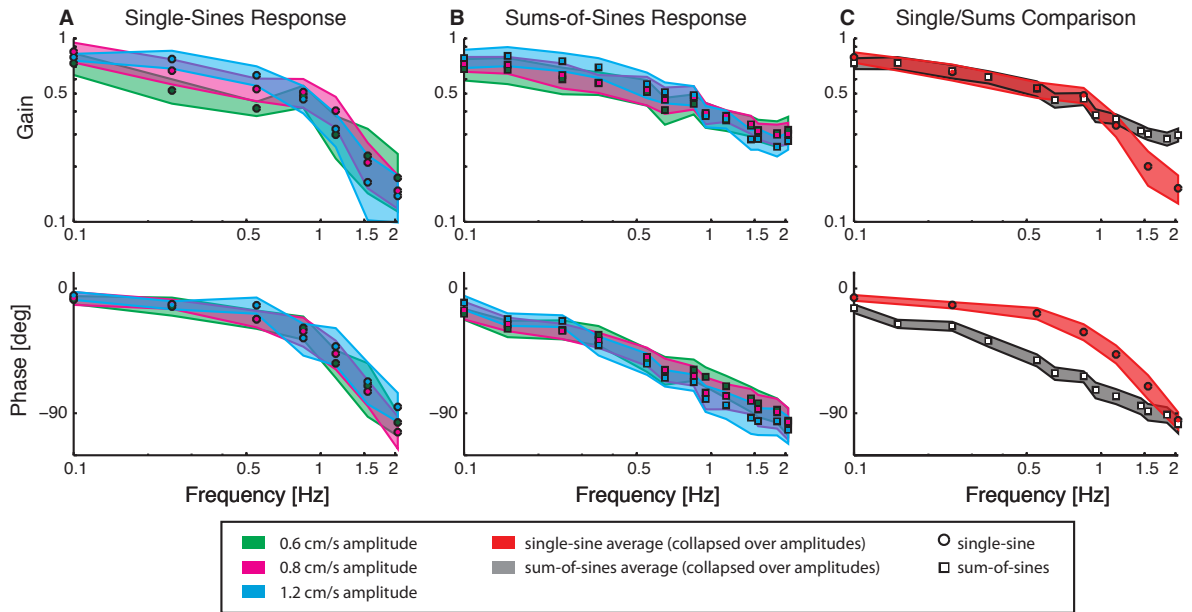 A Single-Sines Response
B Sums-of-Sines Response
C Single/Sums Comparison
Gain
1
0.5
0.1
0.1 0.5 1 1.5 2
1
0.5
0.1
0.1 0.5 1 1.5 2
1
0.5
0.1
0.1 0.5 1 1.5 2
Phase [deg]
0
−90
0.1 0.5 1 1.5 2
Frequency [Hz]
0
−90
0.1 0.5 1 1.5 2
Frequency [Hz]
0
−90
0.1 0.5 1 1.5 2
Frequency [Hz]
0.6 cm/s amplitude
0.8 cm/s amplitude
1.2 cm/s amplitude
single-sine average (collapsed over amplitudes)
sum-of-sines average (collapsed over amplitudes)
single-sine
sum-of-sines